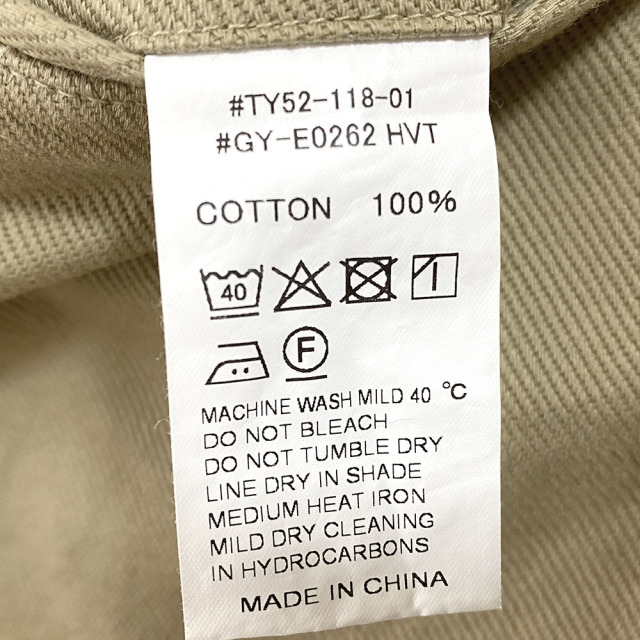 #TY52-118-01
#GY-E0262 HVT
COTTON 100%
40
F
MACHINE WASH MILD 40 ℃
DO NOT BLEACH
DO NOT TUMBLE DRY
LINE DRY IN SHADE
MEDIUM HEAT IRON
MILD DRY CLEANING
IN HYDROCARBONS
MADE IN CHINA